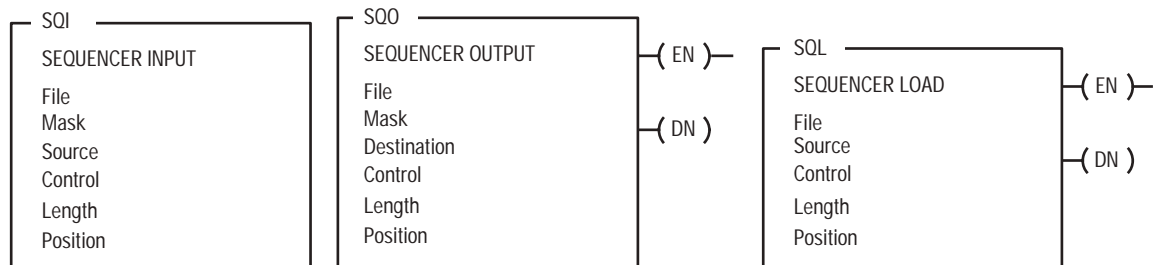 SQI
SEQUENCER INPUT
File
Mask
Source
Control
Length
Position
SQO
SEQUENCER OUTPUT
File
Mask
Destination
Control
Length
Position
EN
DN
SQL
SEQUENCER LOAD
File
Source
Control
Length
Position
EN
DN